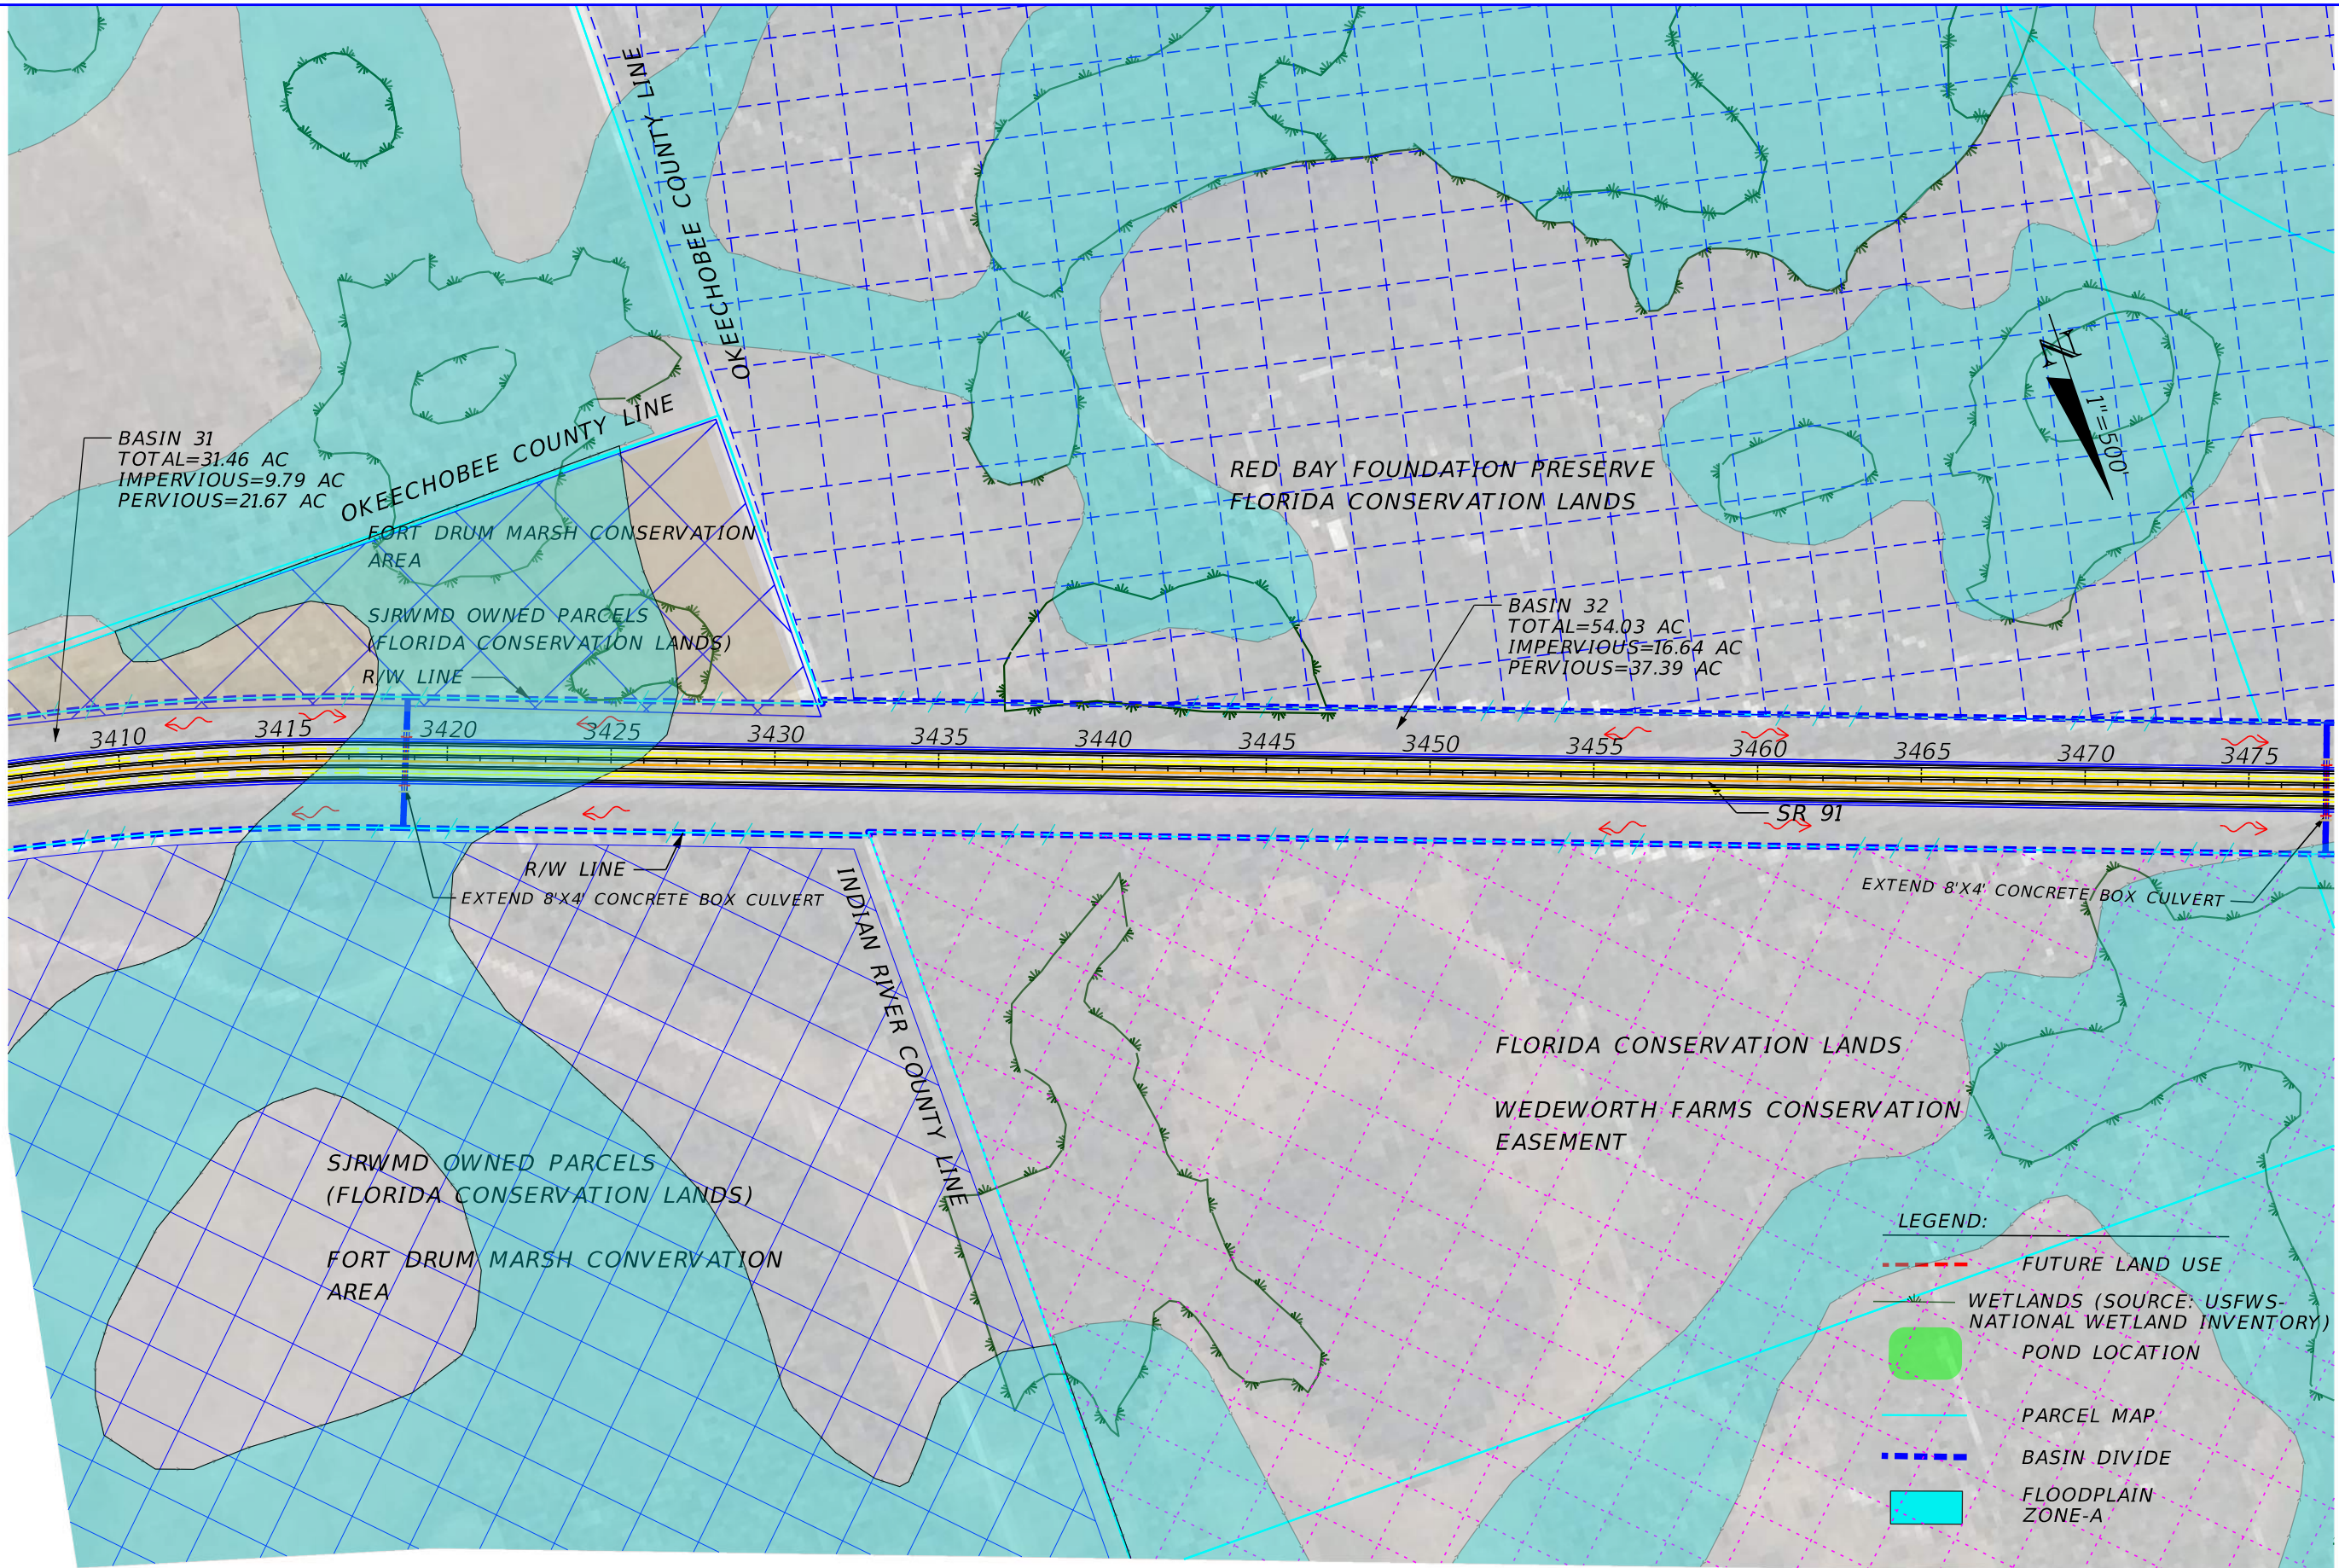 OKEECHOBEE COUNTY LINE
OKEECHOBEE COUNTY LINE
BASIN 31
TOTAL=31.46 AC
IMPERVIOUS=9.79 AC
PERVIOUS=21.67 AC
FORT DRUM MARSH CONSERVATION
AREA
SJRWMD OWNED PARCELS
(FLORIDA CONSERVATION LANDS)
R/W LINE
RED BAY FOUNDATION PRESERVE
FLORIDA CONSERVATION LANDS
N
1"=500'
BASIN 32
TOTAL=54.03 AC
IMPERVIOUS=16.64 AC
PERVIOUS=37.39 AC
3410
3415
3420
3425
3430
3435
3440
3445
3450
3455
3460
3465
3470
3475
SR 91
R/W LINE
EXTEND 8'X4' CONCRETE BOX CULVERT
EXTEND 8'X4' CONCRETE BOX CULVERT
INDIAN RIVER COUNTY LINE
FLORIDA CONSERVATION LANDS
WEDEWORTH FARMS CONSERVATION
EASEMENT
SJRWMD OWNED PARCELS
(FLORIDA CONSERVATION LANDS)
FORT DRUM MARSH CONVERVATION
AREA
LEGEND:
FUTURE LAND USE
WETLANDS (SOURCE: USFWS-
NATIONAL WETLAND INVENTORY)
POND LOCATION
PARCEL MAP
BASIN DIVIDE
FLOODPLAIN
ZONE-A